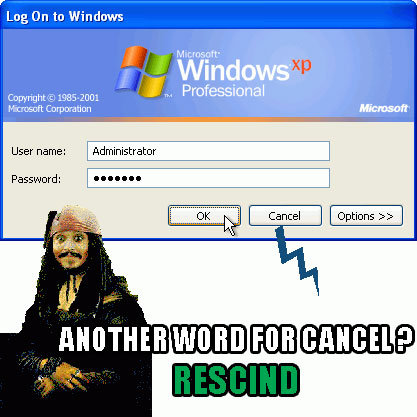 Log On to Windows
Microsoft®
Windows xp
Professional
Copyright © 1985-2001
Microsoft Corporation
Microsoft
User name: Administrator
Password: •••••••
OK Cancel Options >>
ANOTHER WORD FOR CANCEL?
RESCIND